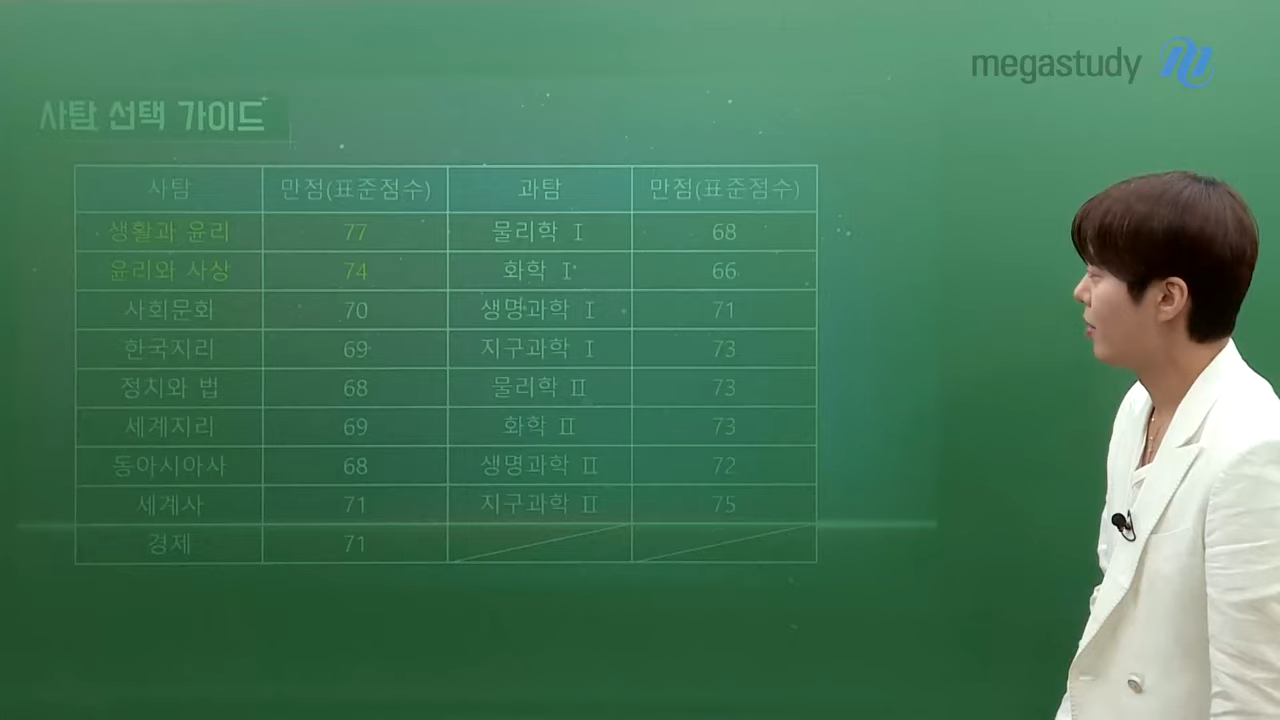 megastudy
사탐 선택 가이드
사탐 만점(표준점수) 과탐 만점(표준점수)
생활과 윤리 77 물리학 Ⅰ 68
윤리와 사상 74 화학 Ⅰ 66
사회문화 70 생명과학 Ⅰ 71
한국지리 69 지구과학 Ⅰ 73
정치와 법 68 물리학 Ⅱ 73
세계지리 69 화학 Ⅱ 73
동아시아사 68 생명과학 Ⅱ 72
세계사 71 지구과학 Ⅱ 75
경제 71